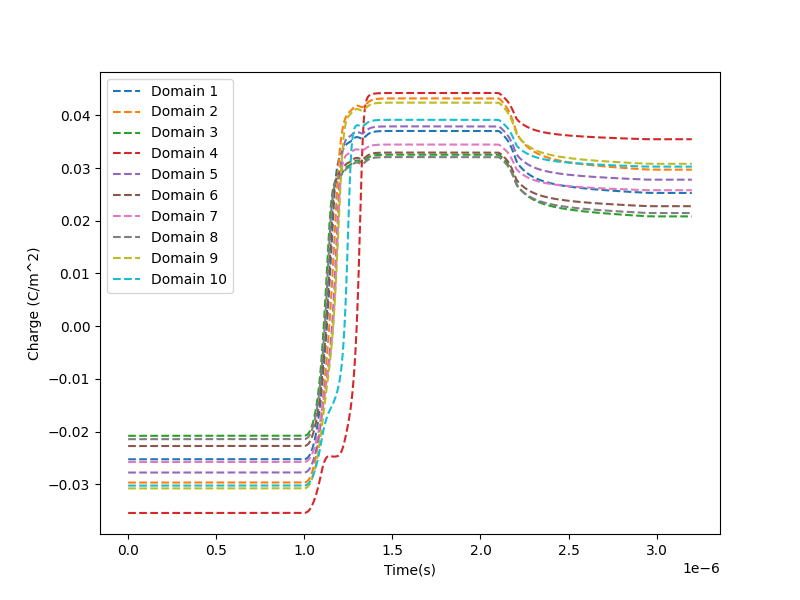 Domain 1
Domain 2
Domain 3
Domain 4
Domain 5
Domain 6
Domain 7
Domain 8
Domain 9
Domain 10
0.04
0.03
0.02
0.01
0.00
−0.01
−0.02
−0.03
Charge (C/m^2)
0.0 0.5 1.0 1.5 2.0 2.5 3.0
1e−6
Time(s)